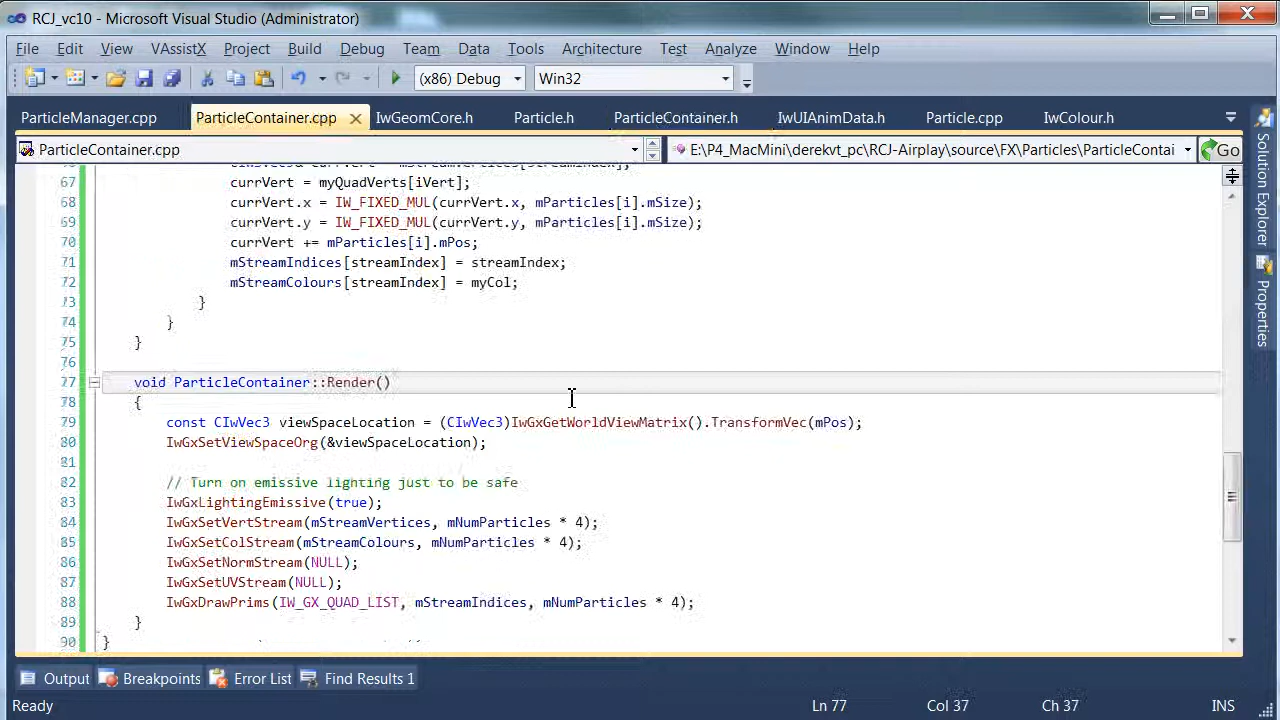 RCJ_vc10 - Microsoft Visual Studio (Administrator)
File Edit View VAssistX Project Build Debug Team Data Tools Architecture Test Analyze Window Help
(x86) Debug Win32
ParticleManager.cpp ParticleContainer.cpp IwGeomCore.h Particle.h ParticleContainer.h IwUIAnimData.h Particle.cpp IwColour.h
ParticleContainer.cpp E:\P4_MacMini\derekvt_pc\RCJ-Airplay\source\FX\Particles\ParticleContai Go
67 currVert = myQuadVerts[iVert];
68 currVert.x = IW_FIXED_MUL(currVert.x, mParticles[i].mSize);
69 currVert.y = IW_FIXED_MUL(currVert.y, mParticles[i].mSize);
70 currVert += mParticles[i].mPos;
71 mStreamIndices[streamIndex] = streamIndex;
72 mStreamColours[streamIndex] = myCol;
73 }
74 }
75 }
76
77 void ParticleContainer::Render()
78 {
79 const CIwVec3 viewSpaceLocation = (CIwVec3)IwGxGetWorldViewMatrix().TransformVec(mPos);
80 IwGxSetViewSpaceOrg(&viewSpaceLocation);
81
82 // Turn on emissive lighting just to be safe
83 IwGxLightingEmissive(true);
84 IwGxSetVertStream(mStreamVertices, mNumParticles * 4);
85 IwGxSetColStream(mStreamColours, mNumParticles * 4);
86 IwGxSetNormStream(NULL);
87 IwGxSetUVStream(NULL);
88 IwGxDrawPrims(IW_GX_QUAD_LIST, mStreamIndices, mNumParticles * 4);
89 }
90 }
Solution Explorer
Properties
Output Breakpoints Error List Find Results 1
Ready Ln 77 Col 37 Ch 37 INS